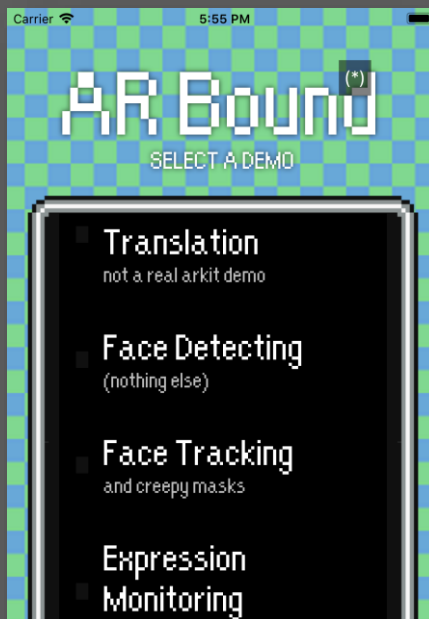 Carrier 5:55 PM
(*)
AR Bound
SELECT A DEMO
Translation
not a real arkit demo
Face Detecting
(nothing else)
Face Tracking
and creepy masks
Expression
Monitoring